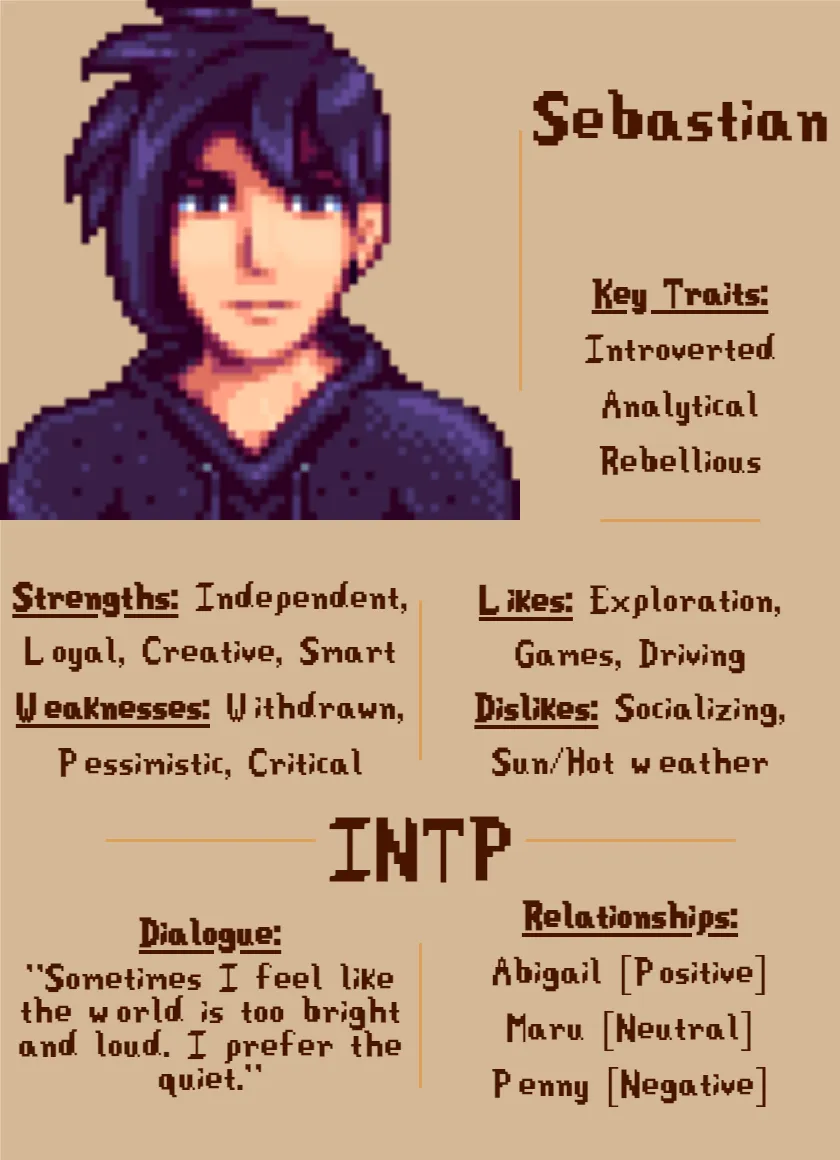 Sebastian
Key Traits:
Introverted
Analytical
Rebellious
Strengths: Independent,
Loyal, Creative, Smart
Weaknesses: Withdrawn,
Pessimistic, Critical
Likes: Exploration,
Games, Driving
Dislikes: Socializing,
Sun/Hot weather
INTP
Dialogue:
"Sometimes I feel like
the world is too bright
and loud. I prefer the
quiet."
Relationships:
Abigail [Positive]
Maru [Neutral]
Penny [Negative]